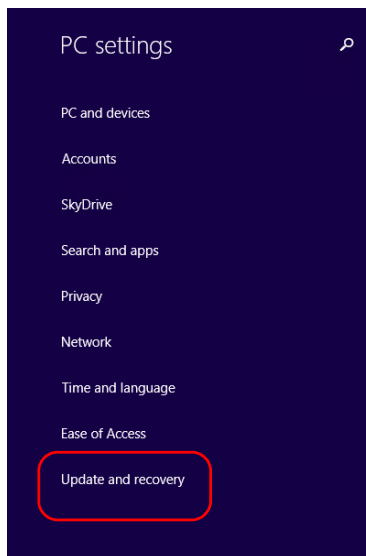 PC settings
PC and devices
Accounts
SkyDrive
Search and apps
Privacy
Network
Time and language
Ease of Access
Update and recovery